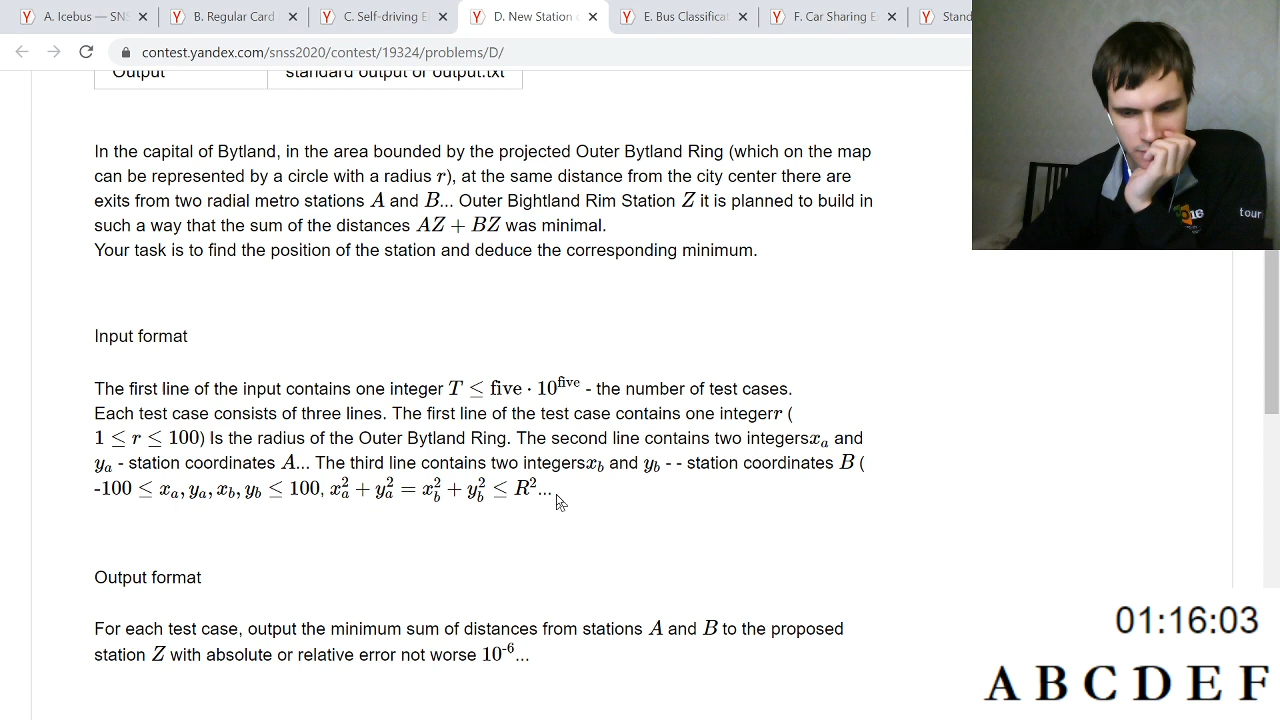 A. Icebus — SN
B. Regular Card
C. Self-driving E
D. New Station
E. Bus Classific
F. Car Sharing E
Stand
contest.yandex.com/snss2020/contest/19324/problems/D/
Output standard output or output.txt
In the capital of Bytland, in the area bounded by the projected Outer Bytland Ring (which on the map
can be represented by a circle with a radius r), at the same distance from the city center there are
exits from two radial metro stations A and B... Outer Bightland Rim Station Z it is planned to build in
such a way that the sum of the distances AZ + BZ was minimal.
Your task is to find the position of the station and deduce the corresponding minimum.
Input format
The first line of the input contains one integer T ≤ five · 10^five - the number of test cases.
Each test case consists of three lines. The first line of the test case contains one integerr (
1 ≤ r ≤ 100) Is the radius of the Outer Bytland Ring. The second line contains two integersxₐ and
yₐ - station coordinates A... The third line contains two integersx_b and y_b - - station coordinates B (
-100 ≤ xₐ, yₐ, x_b, y_b ≤ 100, xₐ² + yₐ² = x_b² + y_b² ≤ R²...
Output format
For each test case, output the minimum sum of distances from stations A and B to the proposed
station Z with absolute or relative error not worse 10^-6...
tour
01:16:03
A B C D E F